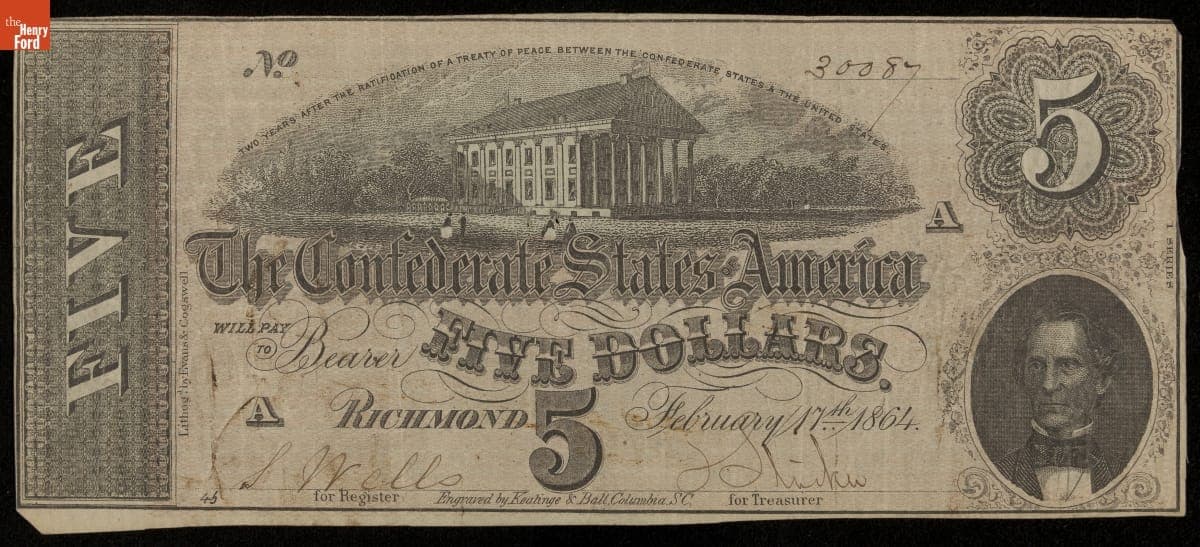 the
Henry
Ford
FIVE
No 30087
TWO YEARS AFTER THE RATIFICATION OF A TREATY OF PEACE BETWEEN THE CONFEDERATE STATES & THE UNITED STATES
5
A
1 SERIES
The Confederate States of America
WILL PAY
TO Bearer FIVE DOLLARS.
A RICHMOND 5 February 17th 1864.
Lithog'd by Evans & Cogswell
S Wells
46 for Register Engraved by Keatinge & Ball, Columbia, S.C. for Treasurer